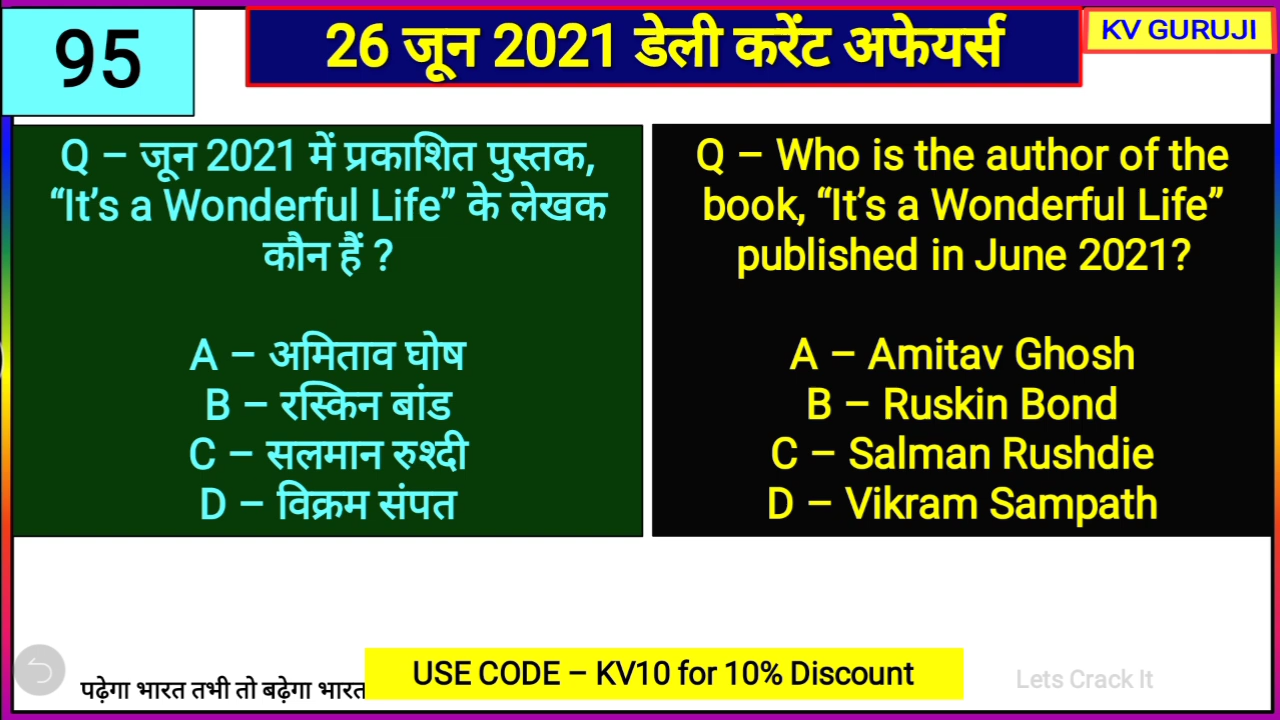 95
26 जून 2021 डेली करेंट अफेयर्स
KV GURUJI
Q – जून 2021 में प्रकाशित पुस्तक,
“It’s a Wonderful Life” के लेखक
कौन हैं ?
A – अमिताव घोष
B – रस्किन बांड
C – सलमान रुश्दी
D – विक्रम संपत
Q – Who is the author of the
book, “It’s a Wonderful Life”
published in June 2021?
A – Amitav Ghosh
B – Ruskin Bond
C – Salman Rushdie
D – Vikram Sampath
पढ़ेगा भारत तभी तो बढ़ेगा भारत
USE CODE – KV10 for 10% Discount
Lets Crack It